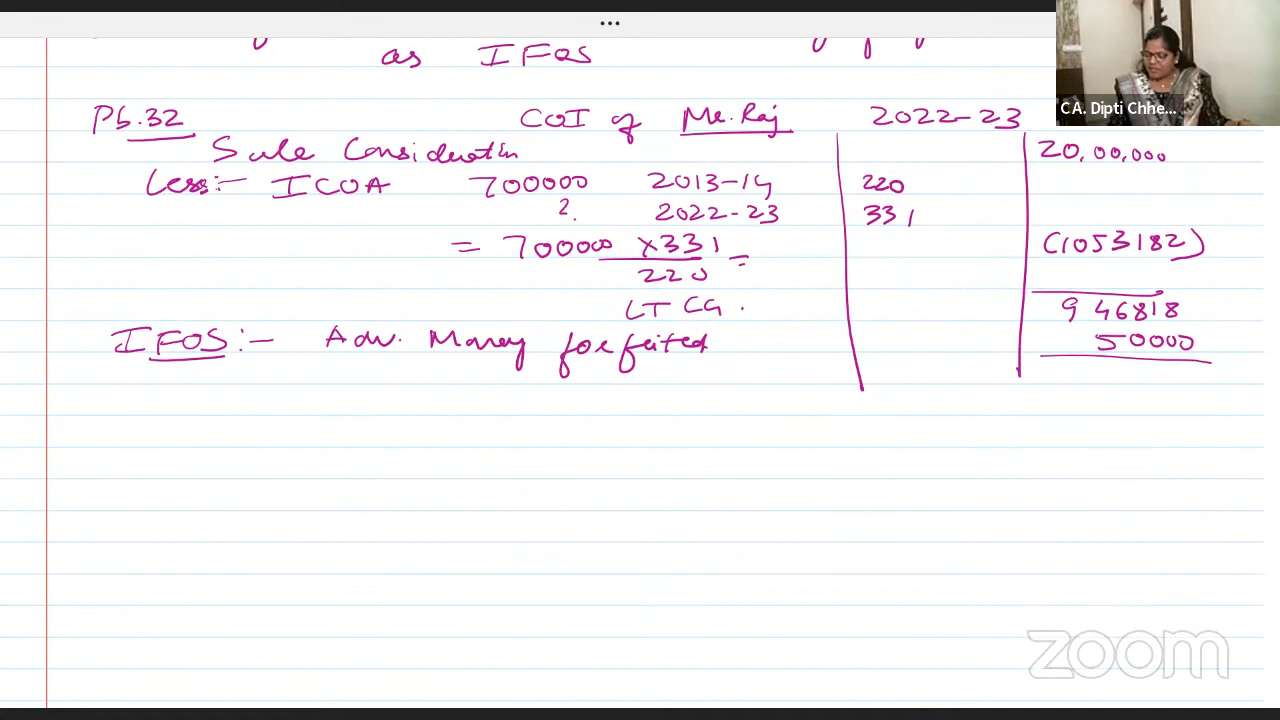 as IFOS
Pb.32 COI of Mr. Raj 2022-23
Sale Consideration 20,00,000
Less:- ICOA 700000 2013-14 220
?. 2022-23 331
= 700000 x 331 = (1053182)
220
LTCG. 946818
IFOS:- Adv. Money forfeited 50000
CA. Dipti Chhe...
zoom